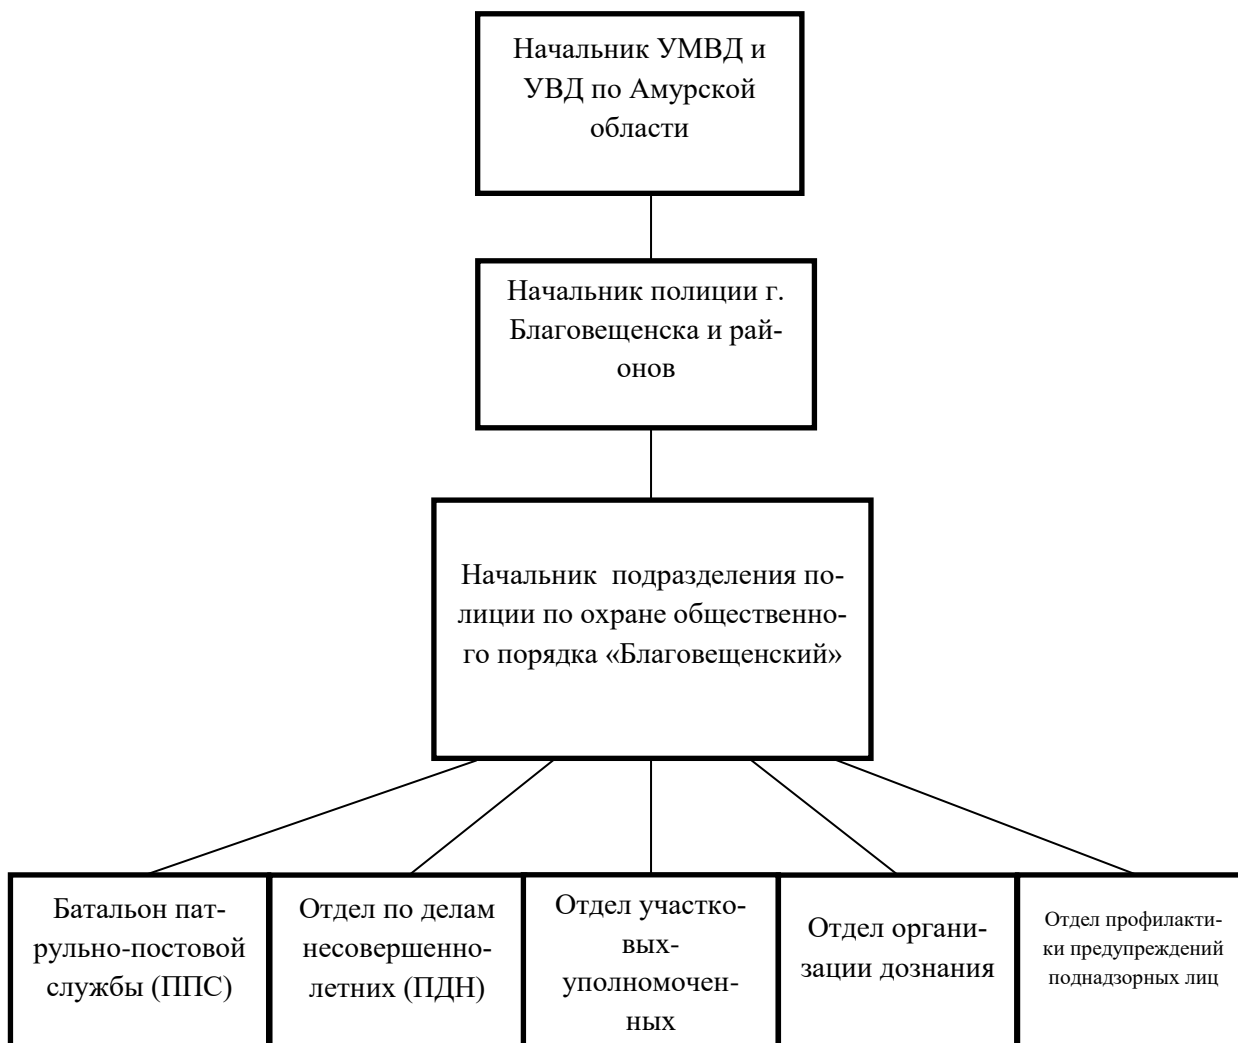 Начальник УМВД и
УВД по Амурской
области
Начальник полиции г.
Благовещенска и рай-
онов
Начальник  подразделения по-
лиции по охране общественно-
го порядка «Благовещенский»
Батальон пат-
рульно-постовой
службы (ППС)
Отдел по делам
несовершенно-
летних (ПДН)
Отдел участко-
вых-
уполномочен-
ных
Отдел органи-
зации дознания
Отдел профилакти-
ки предупреждений
поднадзорных лиц